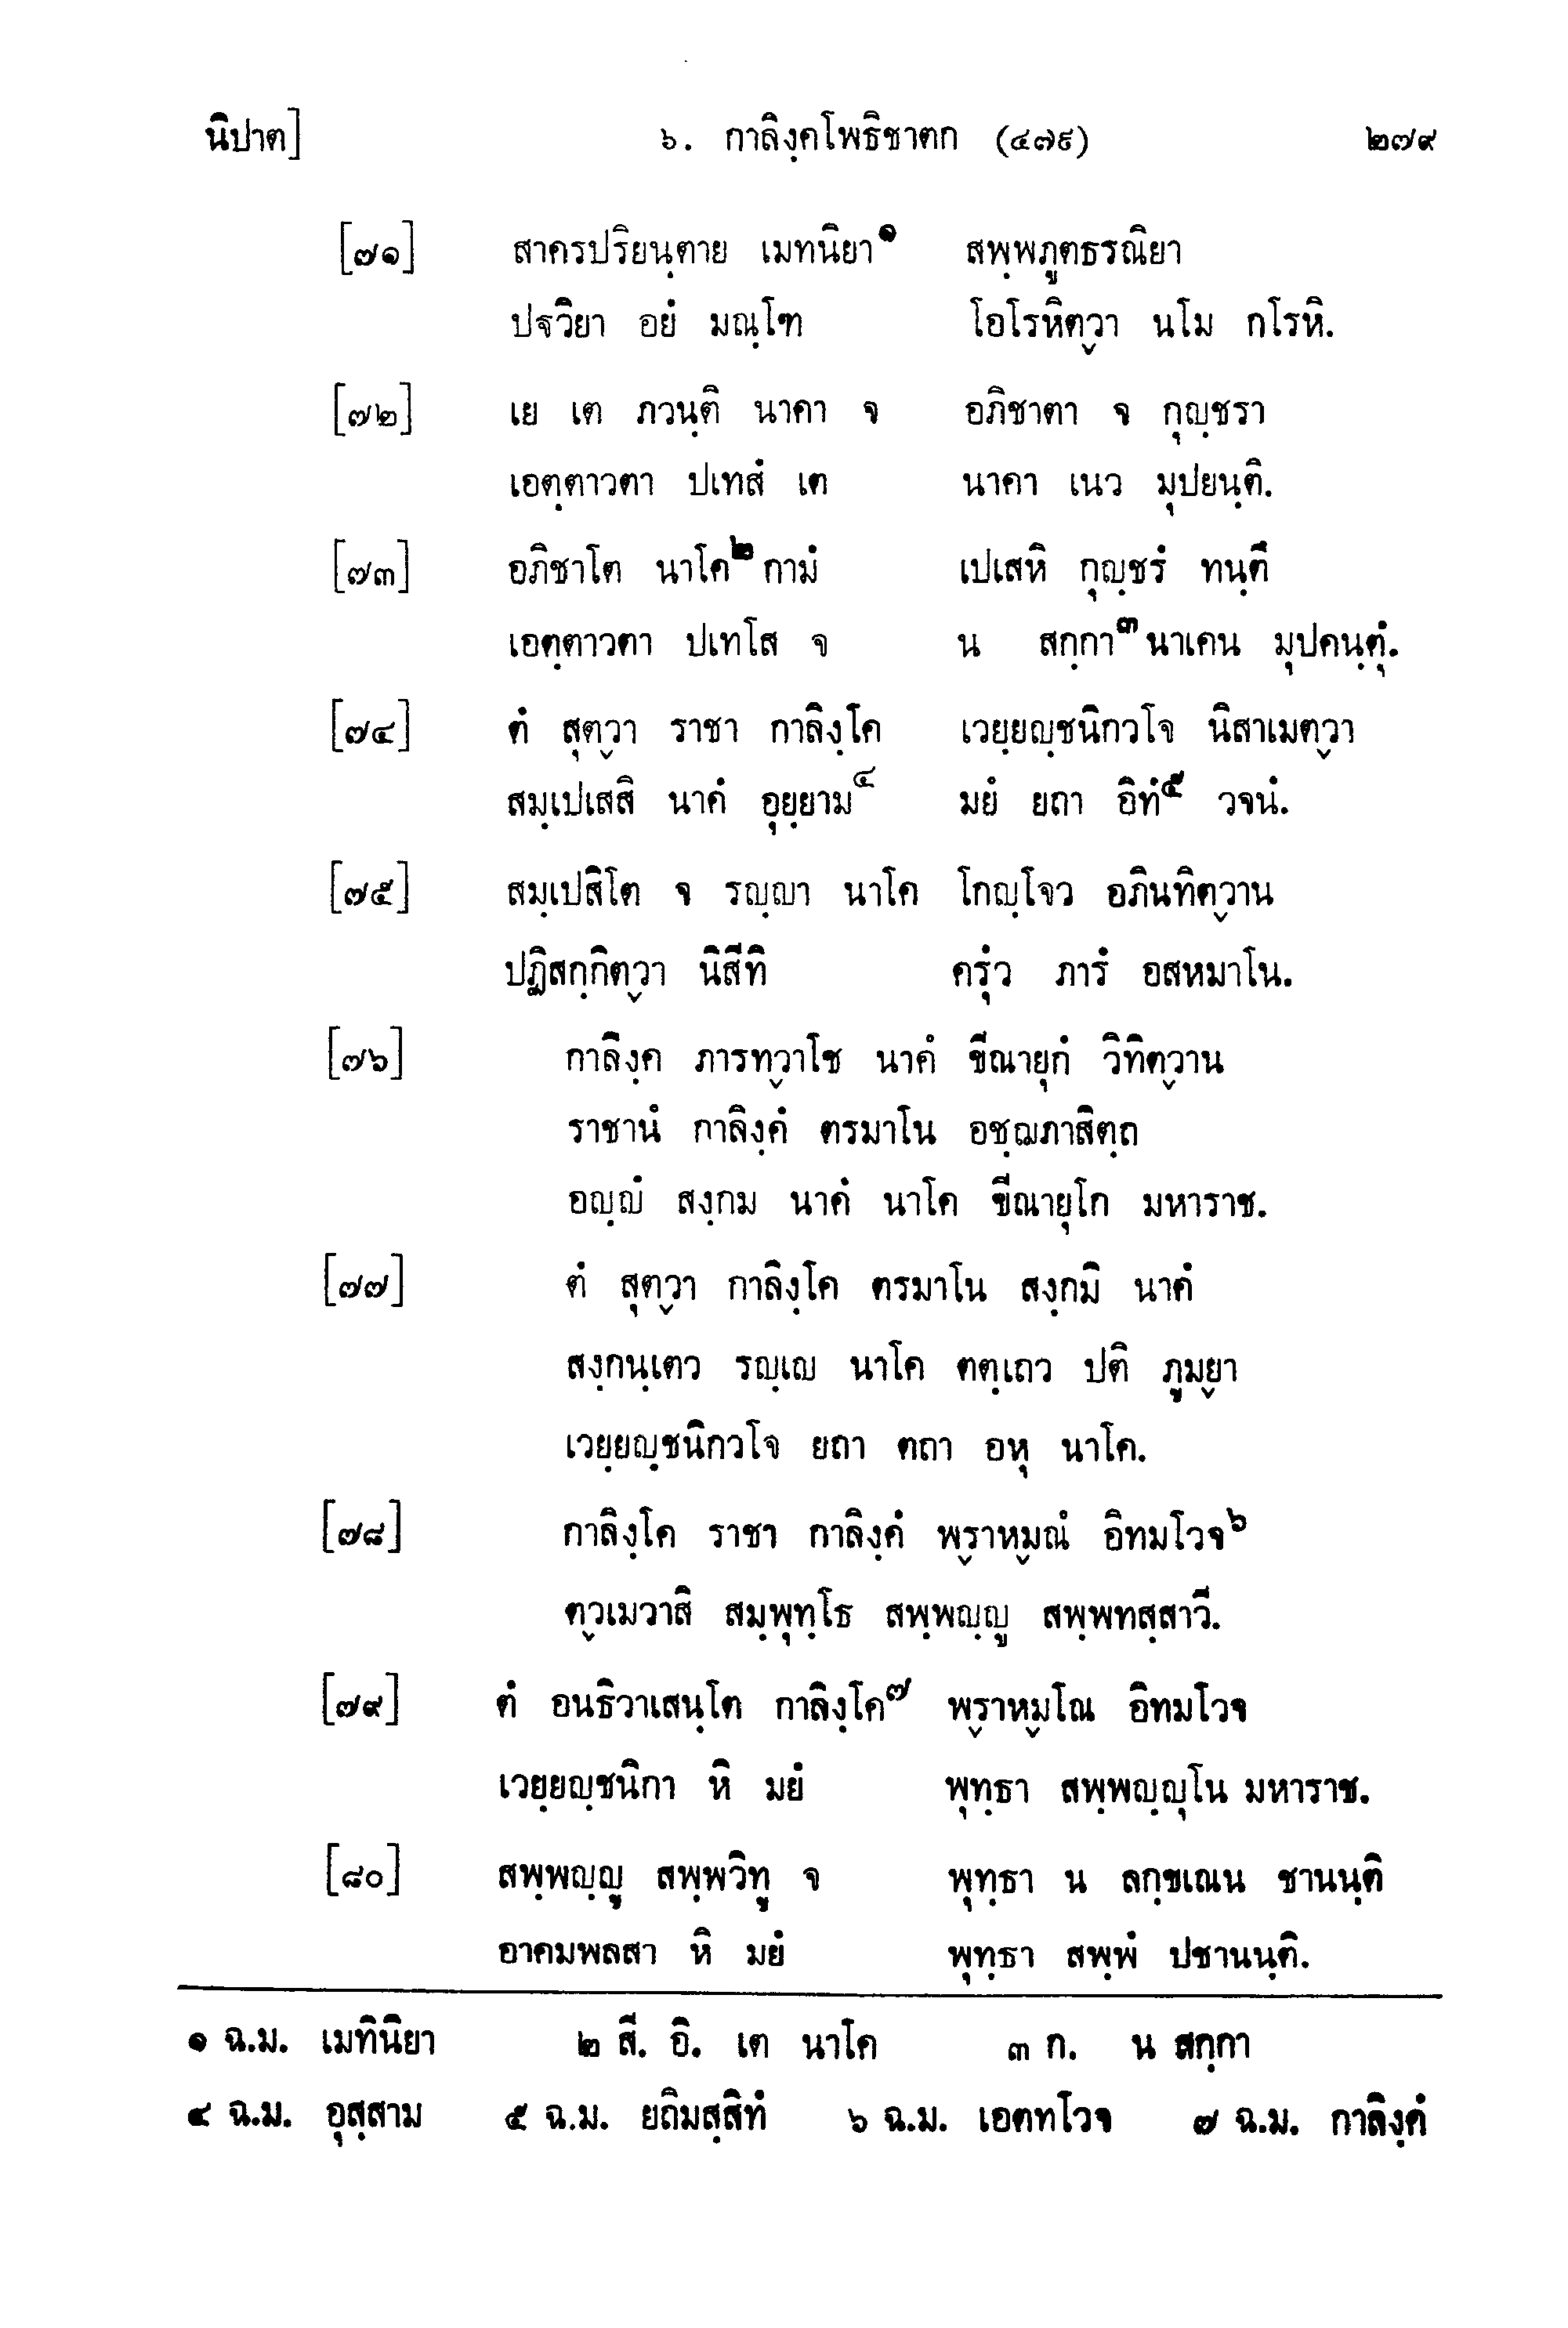 นิปาต] ๖. กาลิงฺคโพธิชาตก (๔๗๙) ๒๗๙
[๗๑] สาครปริยนฺตาย เมทนิยา๑ สพฺพภูตธรณิยา
ปฐวิยา อยํ มณฺโฑ โอโรหิตฺวา นโม กโรหิ.
[๗๒] เย เต ภวนฺติ นาคา จ อภิชาตา จ กุญฺชรา
เอตฺตาวตา ปเทสํ เต นาคา เนว มุปยนฺติ.
[๗๓] อภิชาโต นาโค๒ กามํ เปเสหิ กุญฺชรํ ทนฺตึ
เอตฺตาวตา ปเทโส จ น สกฺกา๓ นาเคน มุปคนฺตุํ.
[๗๔] ตํ สุตฺวา ราชา กาลิงฺโค เวยฺยญฺชนิกวโจ นิสาเมตฺวา
สมฺเปเสสิ นาคํ อุยฺยาม๔ มยํ ยถา อิทํ๕ วจนํ.
[๗๕] สมฺเปสิโต จ รญฺญา นาโค โกญฺโจว อภินทิตฺวาน
ปฏิสกฺกิตฺวา นิสีทิ ครุํว ภารํ อสหมาโน.
[๗๖] กาลิงฺค ภารทฺวาโช นาคํ ขีณายุกํ วิทิตฺวาน
ราชานํ กาลิงฺคํ ตรมาโน อชฺฌภาสิตฺถ
อญฺญํ สงฺกม นาคํ นาโค ขีณายุโก มหาราช.
[๗๗] ตํ สุตฺวา กาลิงฺโค ตรมาโน สงฺกมิ นาคํ
สงฺกนฺเตว รญฺเญ นาโค ตตฺเถว ปติ ภูมฺยา
เวยฺยญฺชนิกวโจ ยถา ตถา อหุ นาโค.
[๗๘] กาลิงฺโค ราชา กาลิงฺคํ พฺราหฺมณํ อิทมโวจ๖
ตฺวเมวาสิ สมฺพุทฺโธ สพฺพญฺญู สพฺพทสฺสาวี.
[๗๙] ตํ อนธิวาเสนฺโต กาลิงฺโค๗ พฺราหฺมโณ อิทมโวจ
เวยฺยญฺชนิกา หิ มยํ พุทฺธา สพฺพญฺญุโน มหาราช.
[๘๐] สพฺพญฺญู สพฺพวิทู จ พุทฺธา น ลกฺขเณน ชานนฺติ
อาคมพลสา หิ มยํ พุทฺธา สพฺพํ ปชานนฺติ.
๑ ฉ.ม. เมทินิยา ๒ สี. อิ. เต นาโค ๓ ก. น สกฺกา
๔ ฉ.ม. อุสฺสาม ๕ ฉ.ม. ยถิมสฺสิทํ ๖ ฉ.ม. เอตทโวจ ๗ ฉ.ม. กาลิงฺคํ